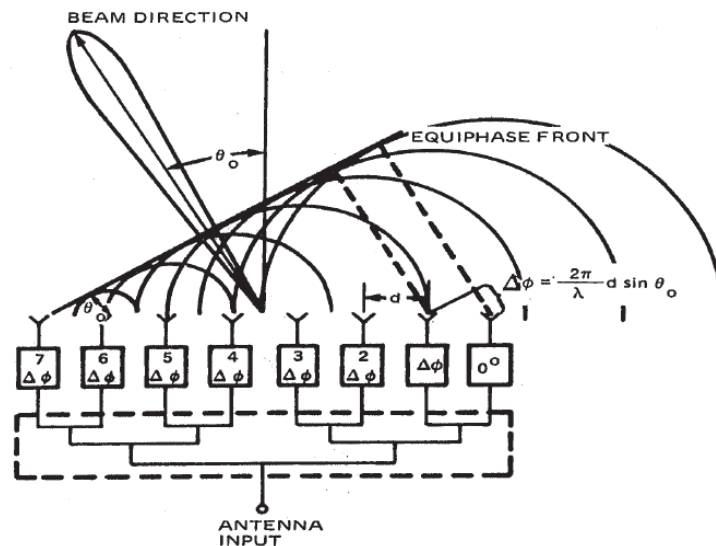 BEAM DIRECTION
θo
EQUIPHASE FRONT
Δϕ = 2π/λ d sin θo
d
θo
7 Δϕ
6 Δϕ
5 Δϕ
4 Δϕ
3 Δϕ
2 Δϕ
Δϕ
0°
ANTENNA
INPUT